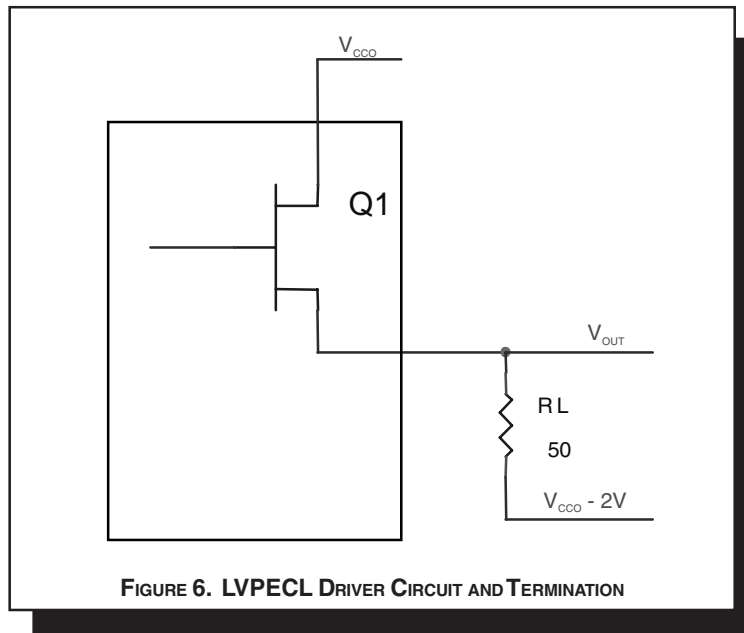 VCCO
Q1
VOUT
RL
50
VCCO - 2V
FIGURE 6. LVPECL DRIVER CIRCUIT AND TERMINATION